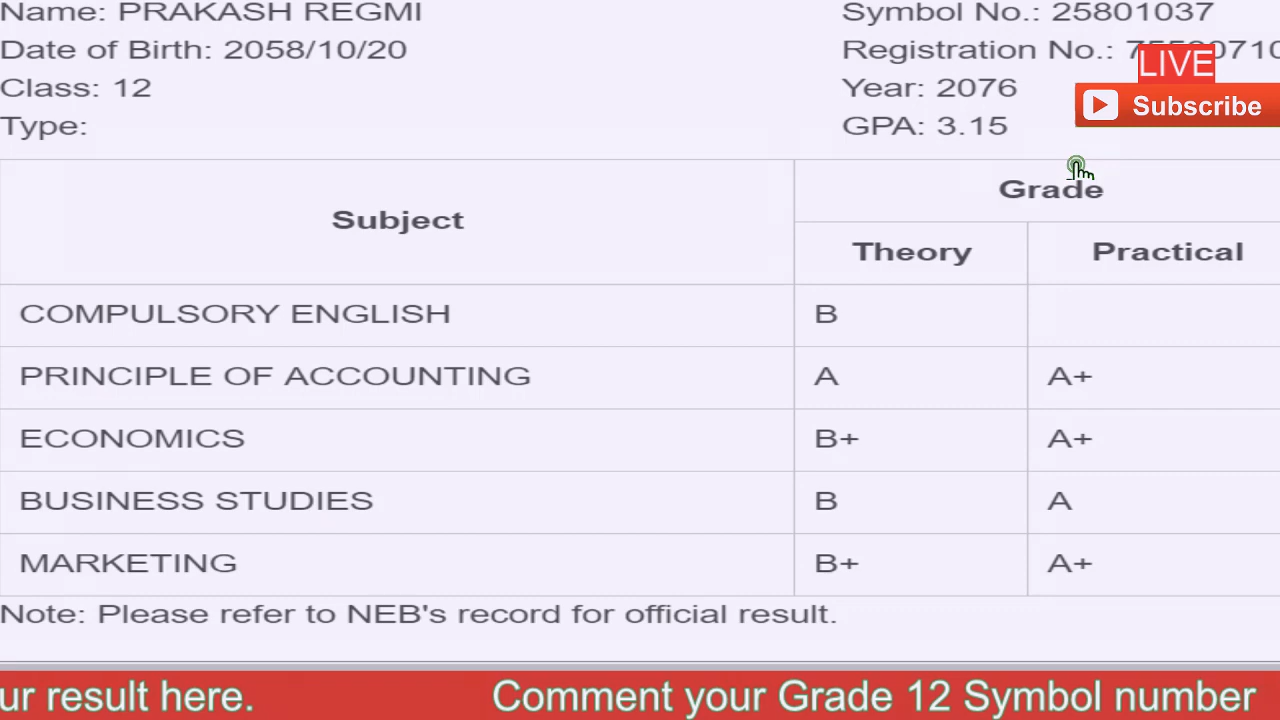 Name: PRAKASH REGMI Symbol No.: 25801037
Date of Birth: 2058/10/20 Registration No.:
LIVE
Class: 12 Year: 2076
Subscribe
Type: GPA: 3.15
Subject Grade
Theory Practical
COMPULSORY ENGLISH B
PRINCIPLE OF ACCOUNTING A A+
ECONOMICS B+ A+
BUSINESS STUDIES B A
MARKETING B+ A+
Note: Please refer to NEB's record for official result.
ur result here. Comment your Grade 12 Symbol number